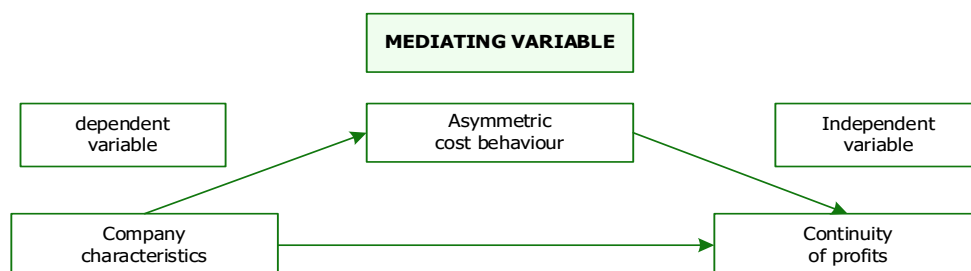 MEDIATING VARIABLE
dependent
variable
Asymmetric
cost behaviour
Independent
variable
Company
characteristics
Continuity
of profits